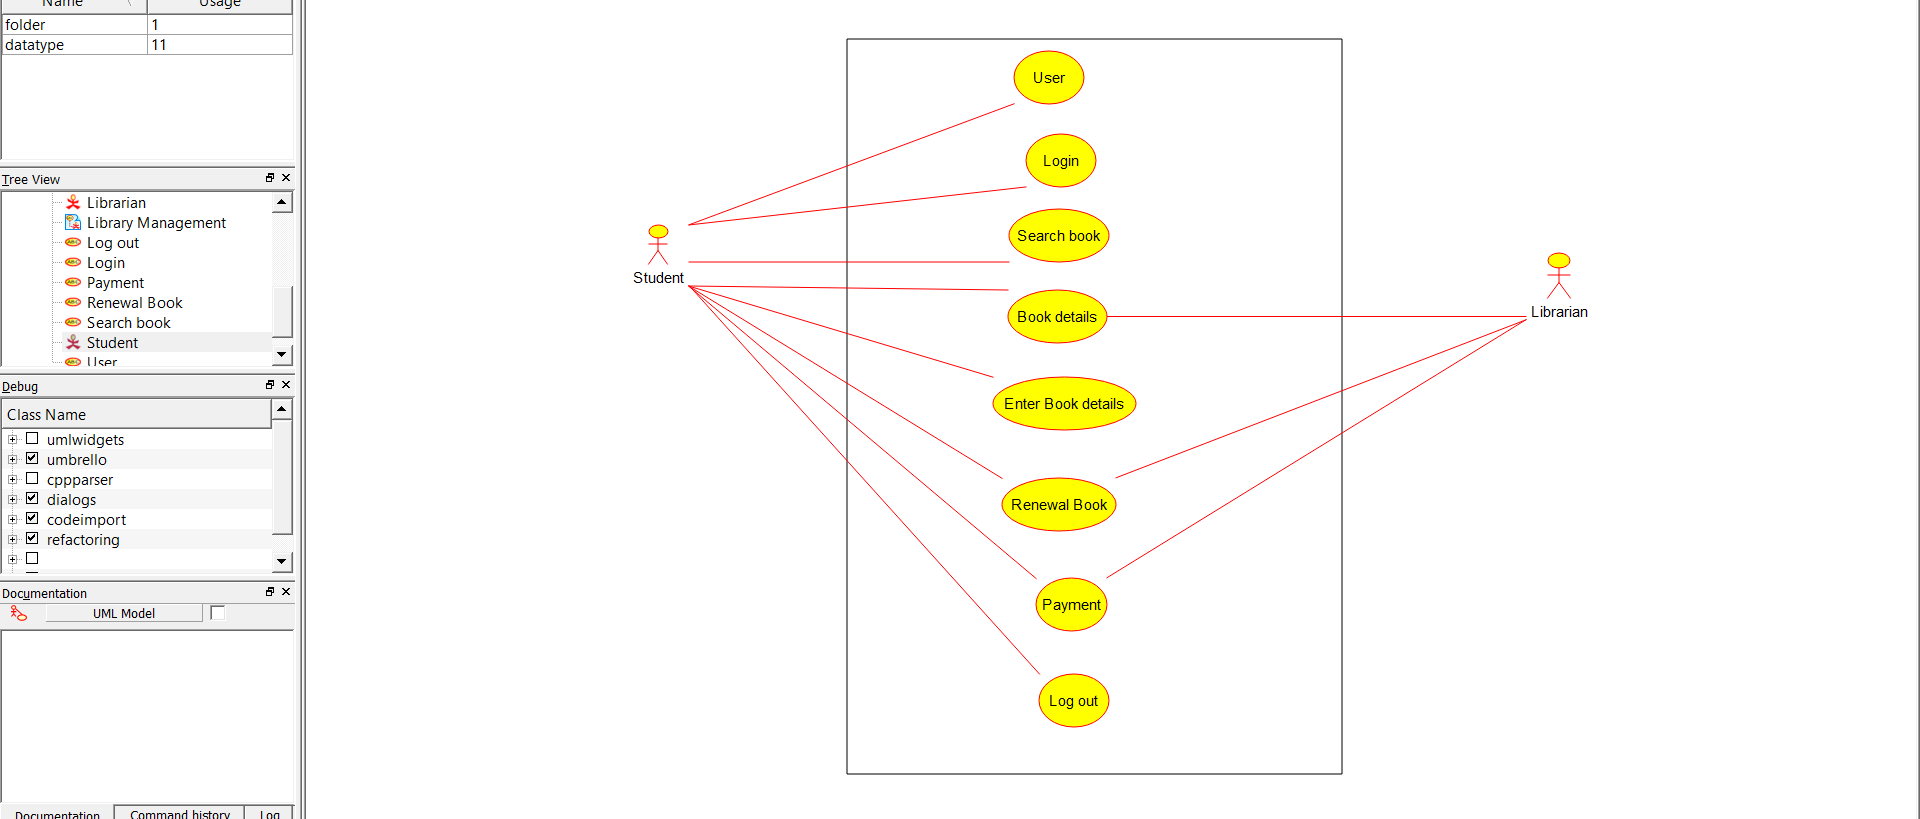 Name Usage
folder 1
datatype 11
Tree View
Librarian
Library Management
Log out
Login
Payment
Renewal Book
Search book
Student
User
Debug
Class Name
umlwidgets
umbrello
cppparser
dialogs
codeimport
refactoring
Documentation
UML Model
Documentation Command history Log
User
Login
Search book
Student
Book details
Librarian
Enter Book details
Renewal Book
Payment
Log out